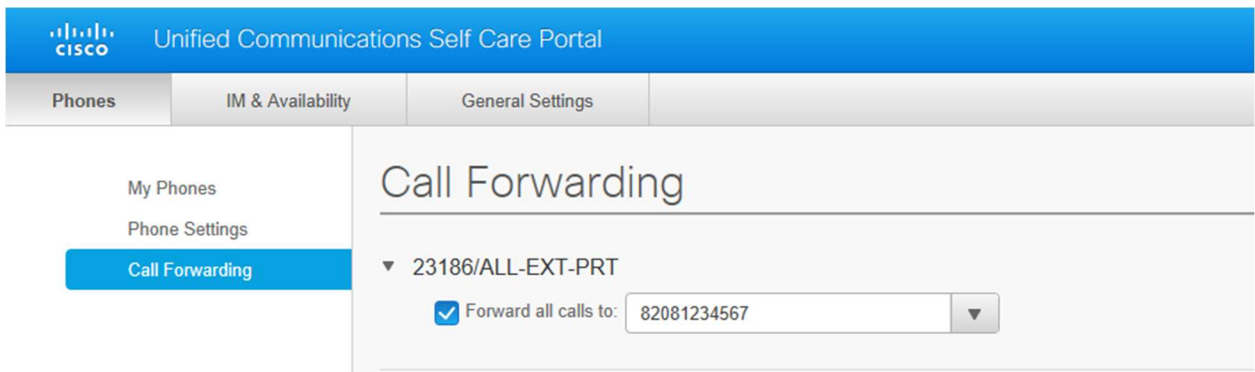 CISCO Unified Communications Self Care Portal
Phones IM & Availability General Settings
My Phones
Phone Settings
Call Forwarding
Call Forwarding
23186/ALL-EXT-PRT
Forward all calls to: 82081234567